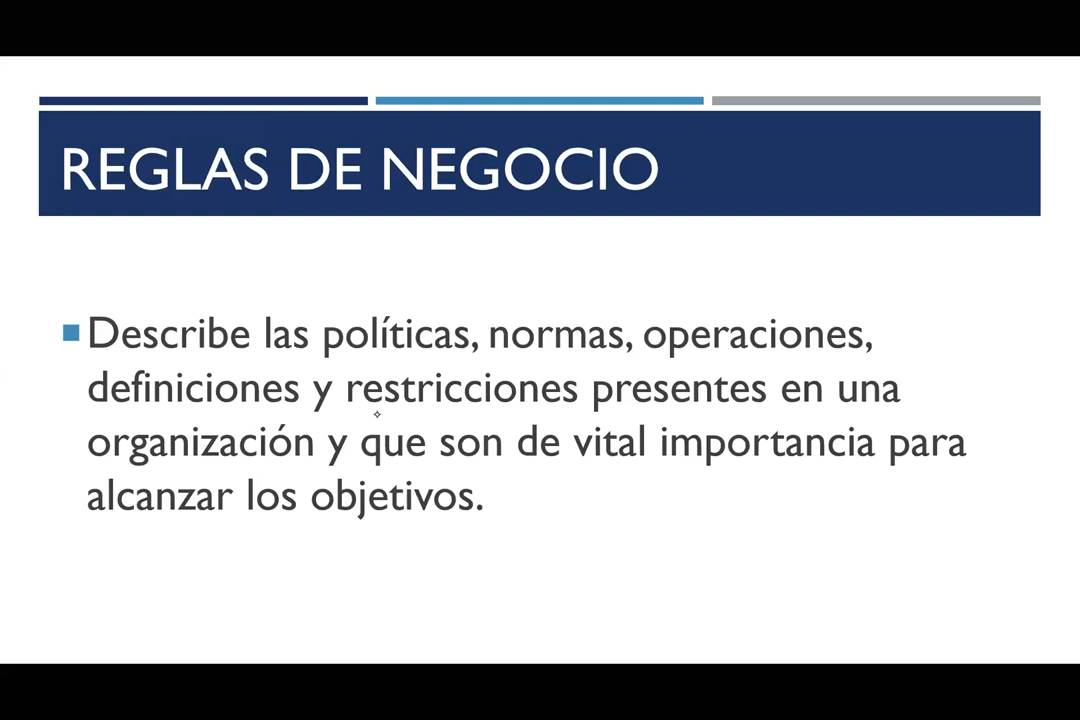 REGLAS DE NEGOCIO
Describe las políticas, normas, operaciones,
definiciones y restricciones presentes en una
organización y que son de vital importancia para
alcanzar los objetivos.